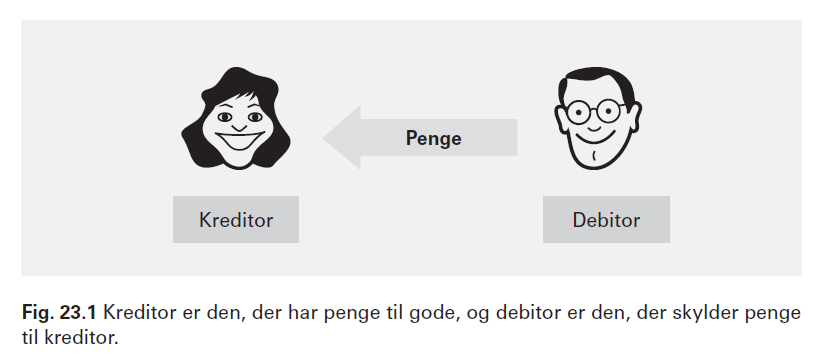 Penge
Kreditor
Debitor
Fig. 23.1 Kreditor er den, der har penge til gode, og debitor er den, der skylder penge
til kreditor.